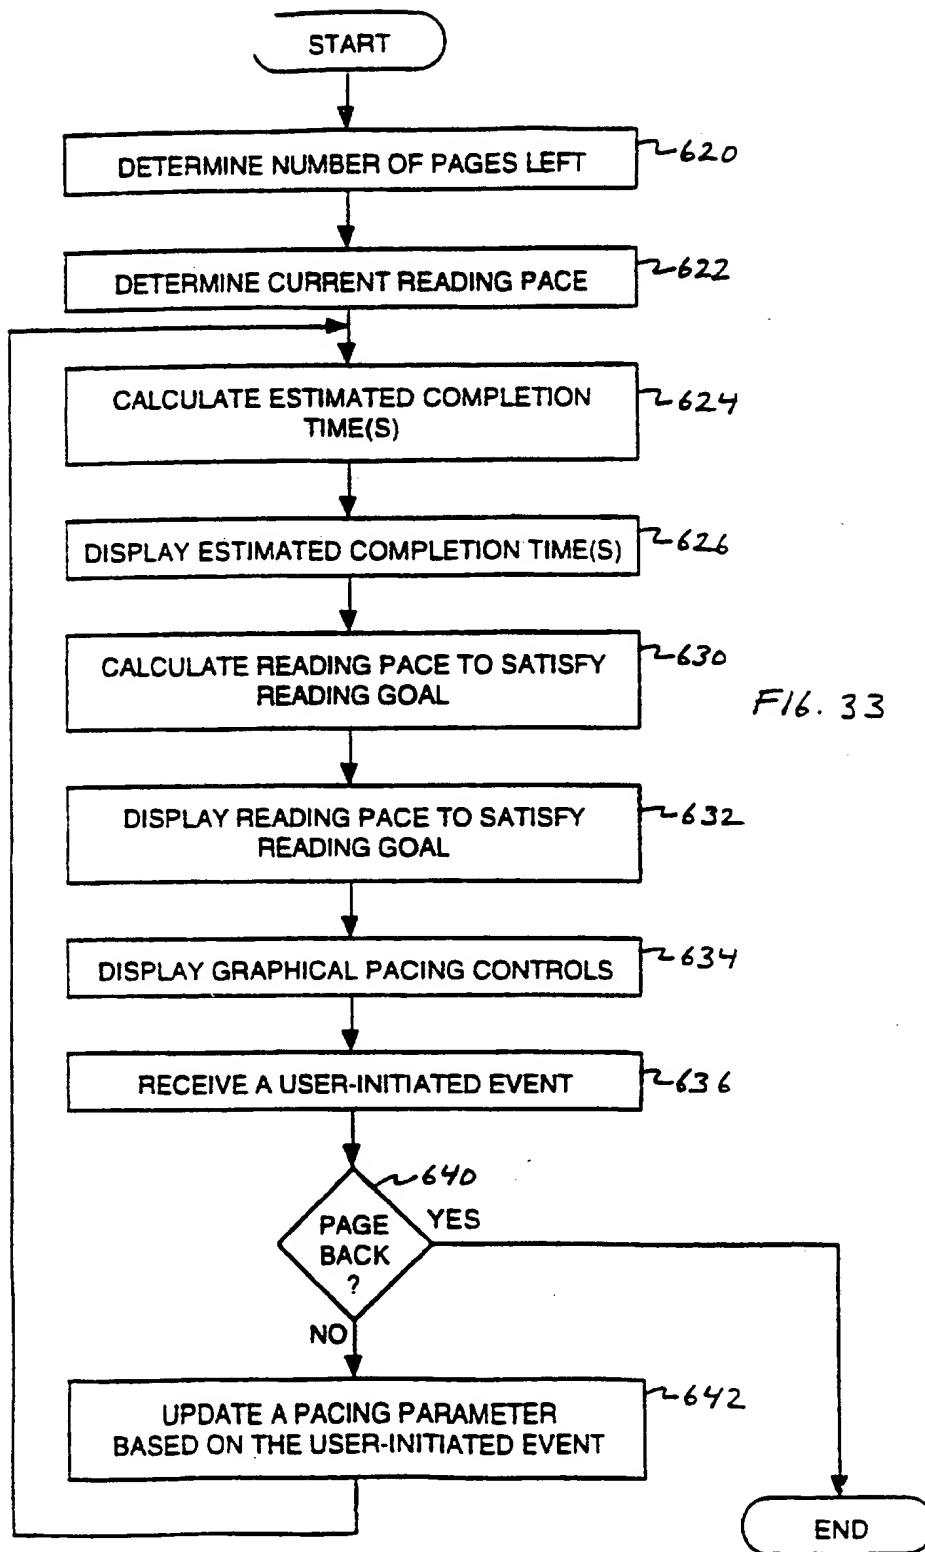 START
DETERMINE NUMBER OF PAGES LEFT
620
DETERMINE CURRENT READING PACE
622
CALCULATE ESTIMATED COMPLETION
TIME(S)
624
DISPLAY ESTIMATED COMPLETION TIME(S)
626
CALCULATE READING PACE TO SATISFY
READING GOAL
630
FIG. 33
DISPLAY READING PACE TO SATISFY
READING GOAL
632
DISPLAY GRAPHICAL PACING CONTROLS
634
RECEIVE A USER-INITIATED EVENT
636
640
PAGE
BACK
?
YES
NO
UPDATE A PACING PARAMETER
BASED ON THE USER-INITIATED EVENT
642
END